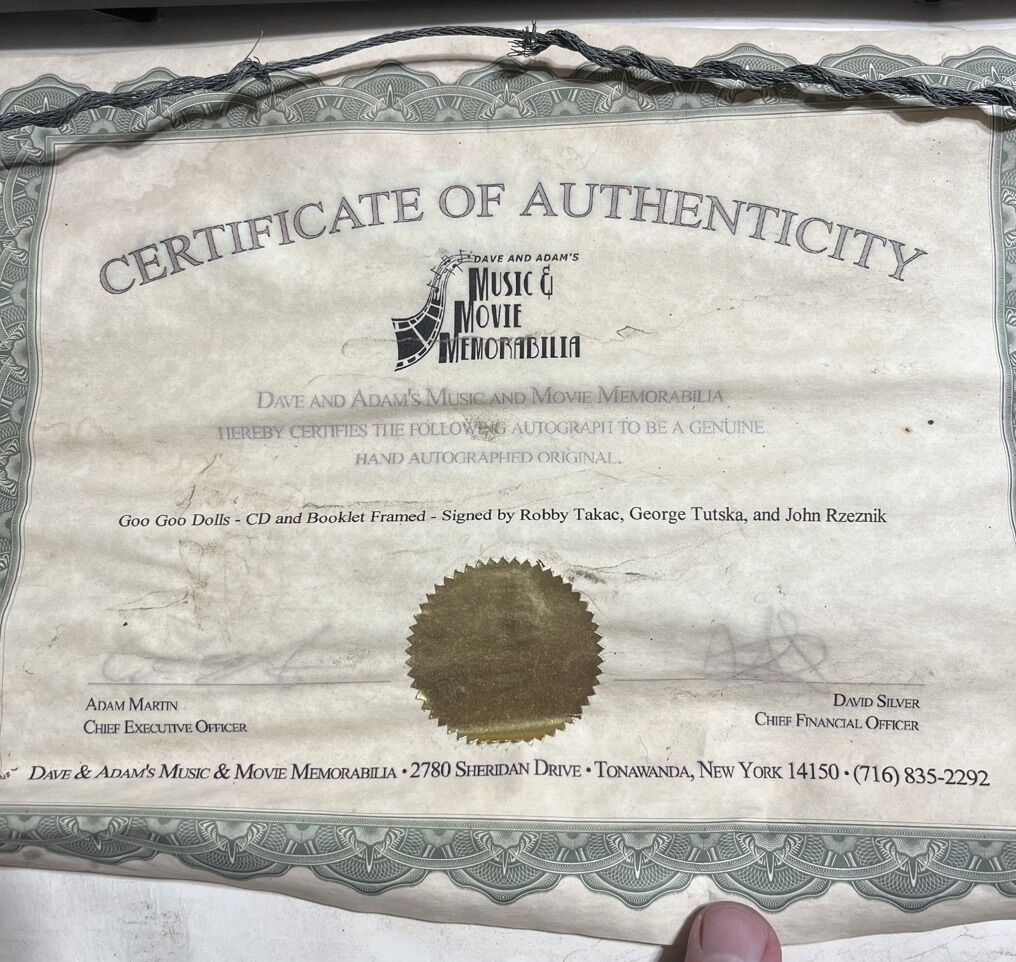 CERTIFICATE OF AUTHENTICITY
DAVE AND ADAM'S
MUSIC &
MOVIE
MEMORABILIA
DAVE AND ADAM'S MUSIC AND MOVIE MEMORABILIA
HEREBY CERTIFIES THE FOLLOWING AUTOGRAPH TO BE A GENUINE
HAND AUTOGRAPHED ORIGINAL.
Goo Goo Dolls - CD and Booklet Framed - Signed by Robby Takac, George Tutska, and John Rzeznik
ADAM MARTIN
CHIEF EXECUTIVE OFFICER
DAVID SILVER
CHIEF FINANCIAL OFFICER
DAVE & ADAM'S MUSIC & MOVIE MEMORABILIA • 2780 SHERIDAN DRIVE • TONAWANDA, NEW YORK 14150 • (716) 835-2292